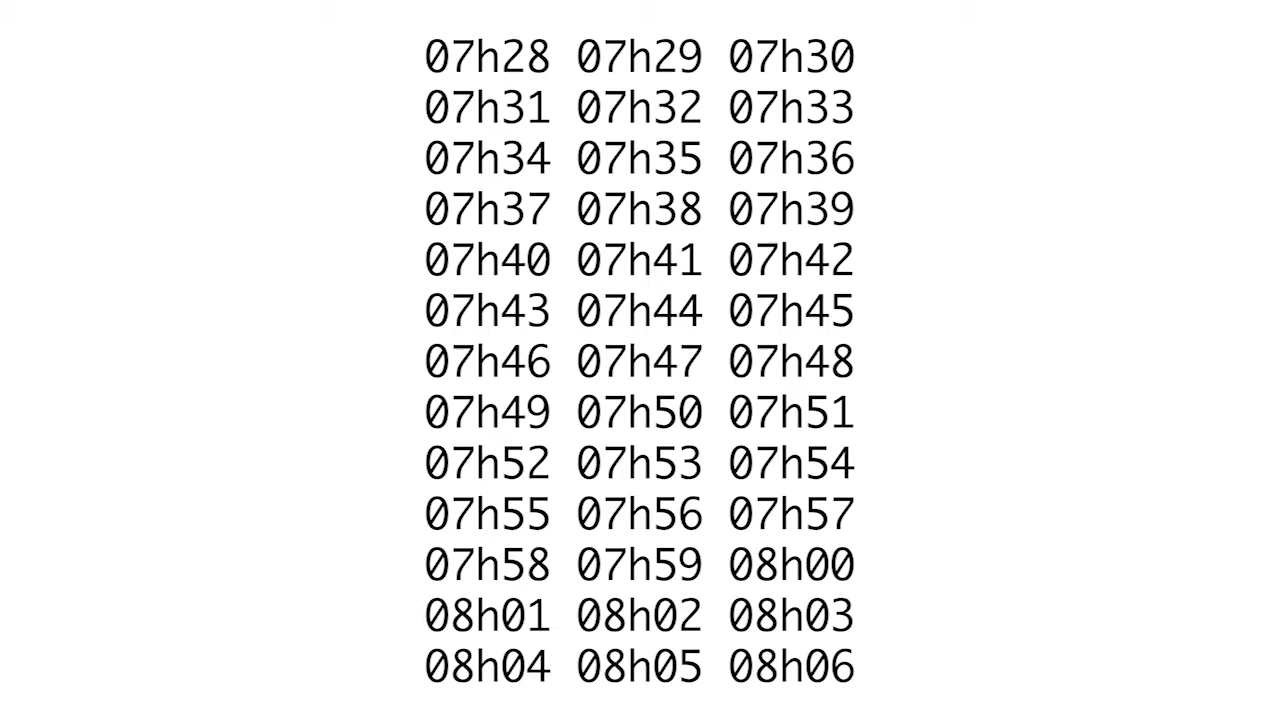 07h28 07h29 07h30
07h31 07h32 07h33
07h34 07h35 07h36
07h37 07h38 07h39
07h40 07h41 07h42
07h43 07h44 07h45
07h46 07h47 07h48
07h49 07h50 07h51
07h52 07h53 07h54
07h55 07h56 07h57
07h58 07h59 08h00
08h01 08h02 08h03
08h04 08h05 08h06